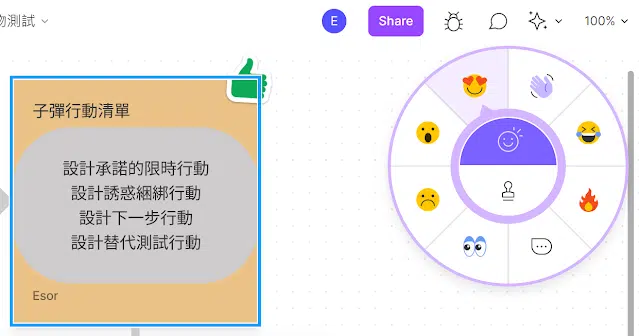 物測試
E
Share
100%
子彈行動清單
設計承諾的限時行動
設計誘惑綑綁行動
設計下一步行動
設計替代測試行動
Esor